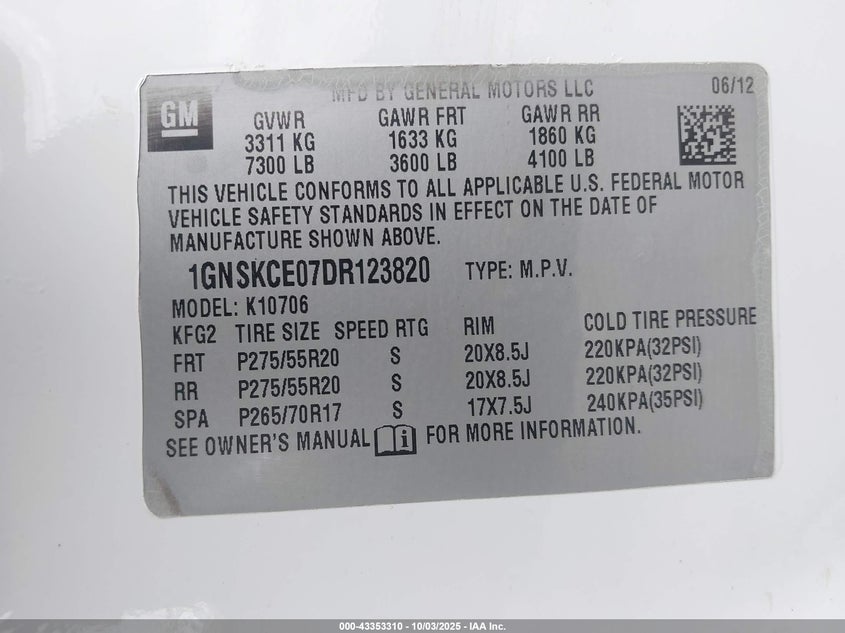 MFD BY GENERAL MOTORS LLC 06/12
GM
GVWR GAWR FRT GAWR RR
3311 KG 1633 KG 1860 KG
7300 LB 3600 LB 4100 LB
THIS VEHICLE CONFORMS TO ALL APPLICABLE U.S. FEDERAL MOTOR
VEHICLE SAFETY STANDARDS IN EFFECT ON THE DATE OF
MANUFACTURE SHOWN ABOVE.
1GNSKCE07DR123820 TYPE: M.P.V.
MODEL: K10706
KFG2 TIRE SIZE SPEED RTG RIM COLD TIRE PRESSURE
FRT P275/55R20 S 20X8.5J 220KPA(32PSI)
RR P275/55R20 S 20X8.5J 220KPA(32PSI)
SPA P265/70R17 S 17X7.5J 240KPA(35PSI)
SEE OWNER'S MANUAL FOR MORE INFORMATION.
000-43353310 - 10/03/2025 - IAA Inc.